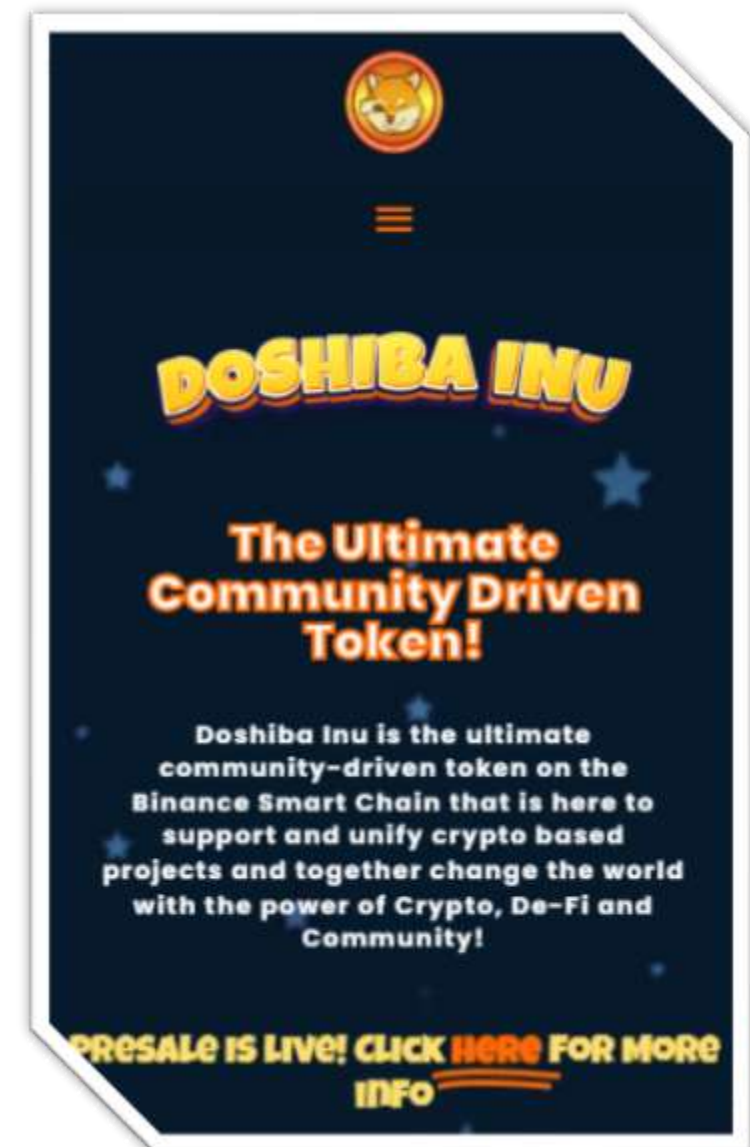 DOSHIBA INU
The Ultimate
Community Driven
Token!
Doshiba Inu is the ultimate
community-driven token on the
Binance Smart Chain that is here to
support and unify crypto based
projects and together change the world
with the power of Crypto, De-Fi and
Community!
PRESALE IS LIVE! CLICK HERE FOR MORE
INFO